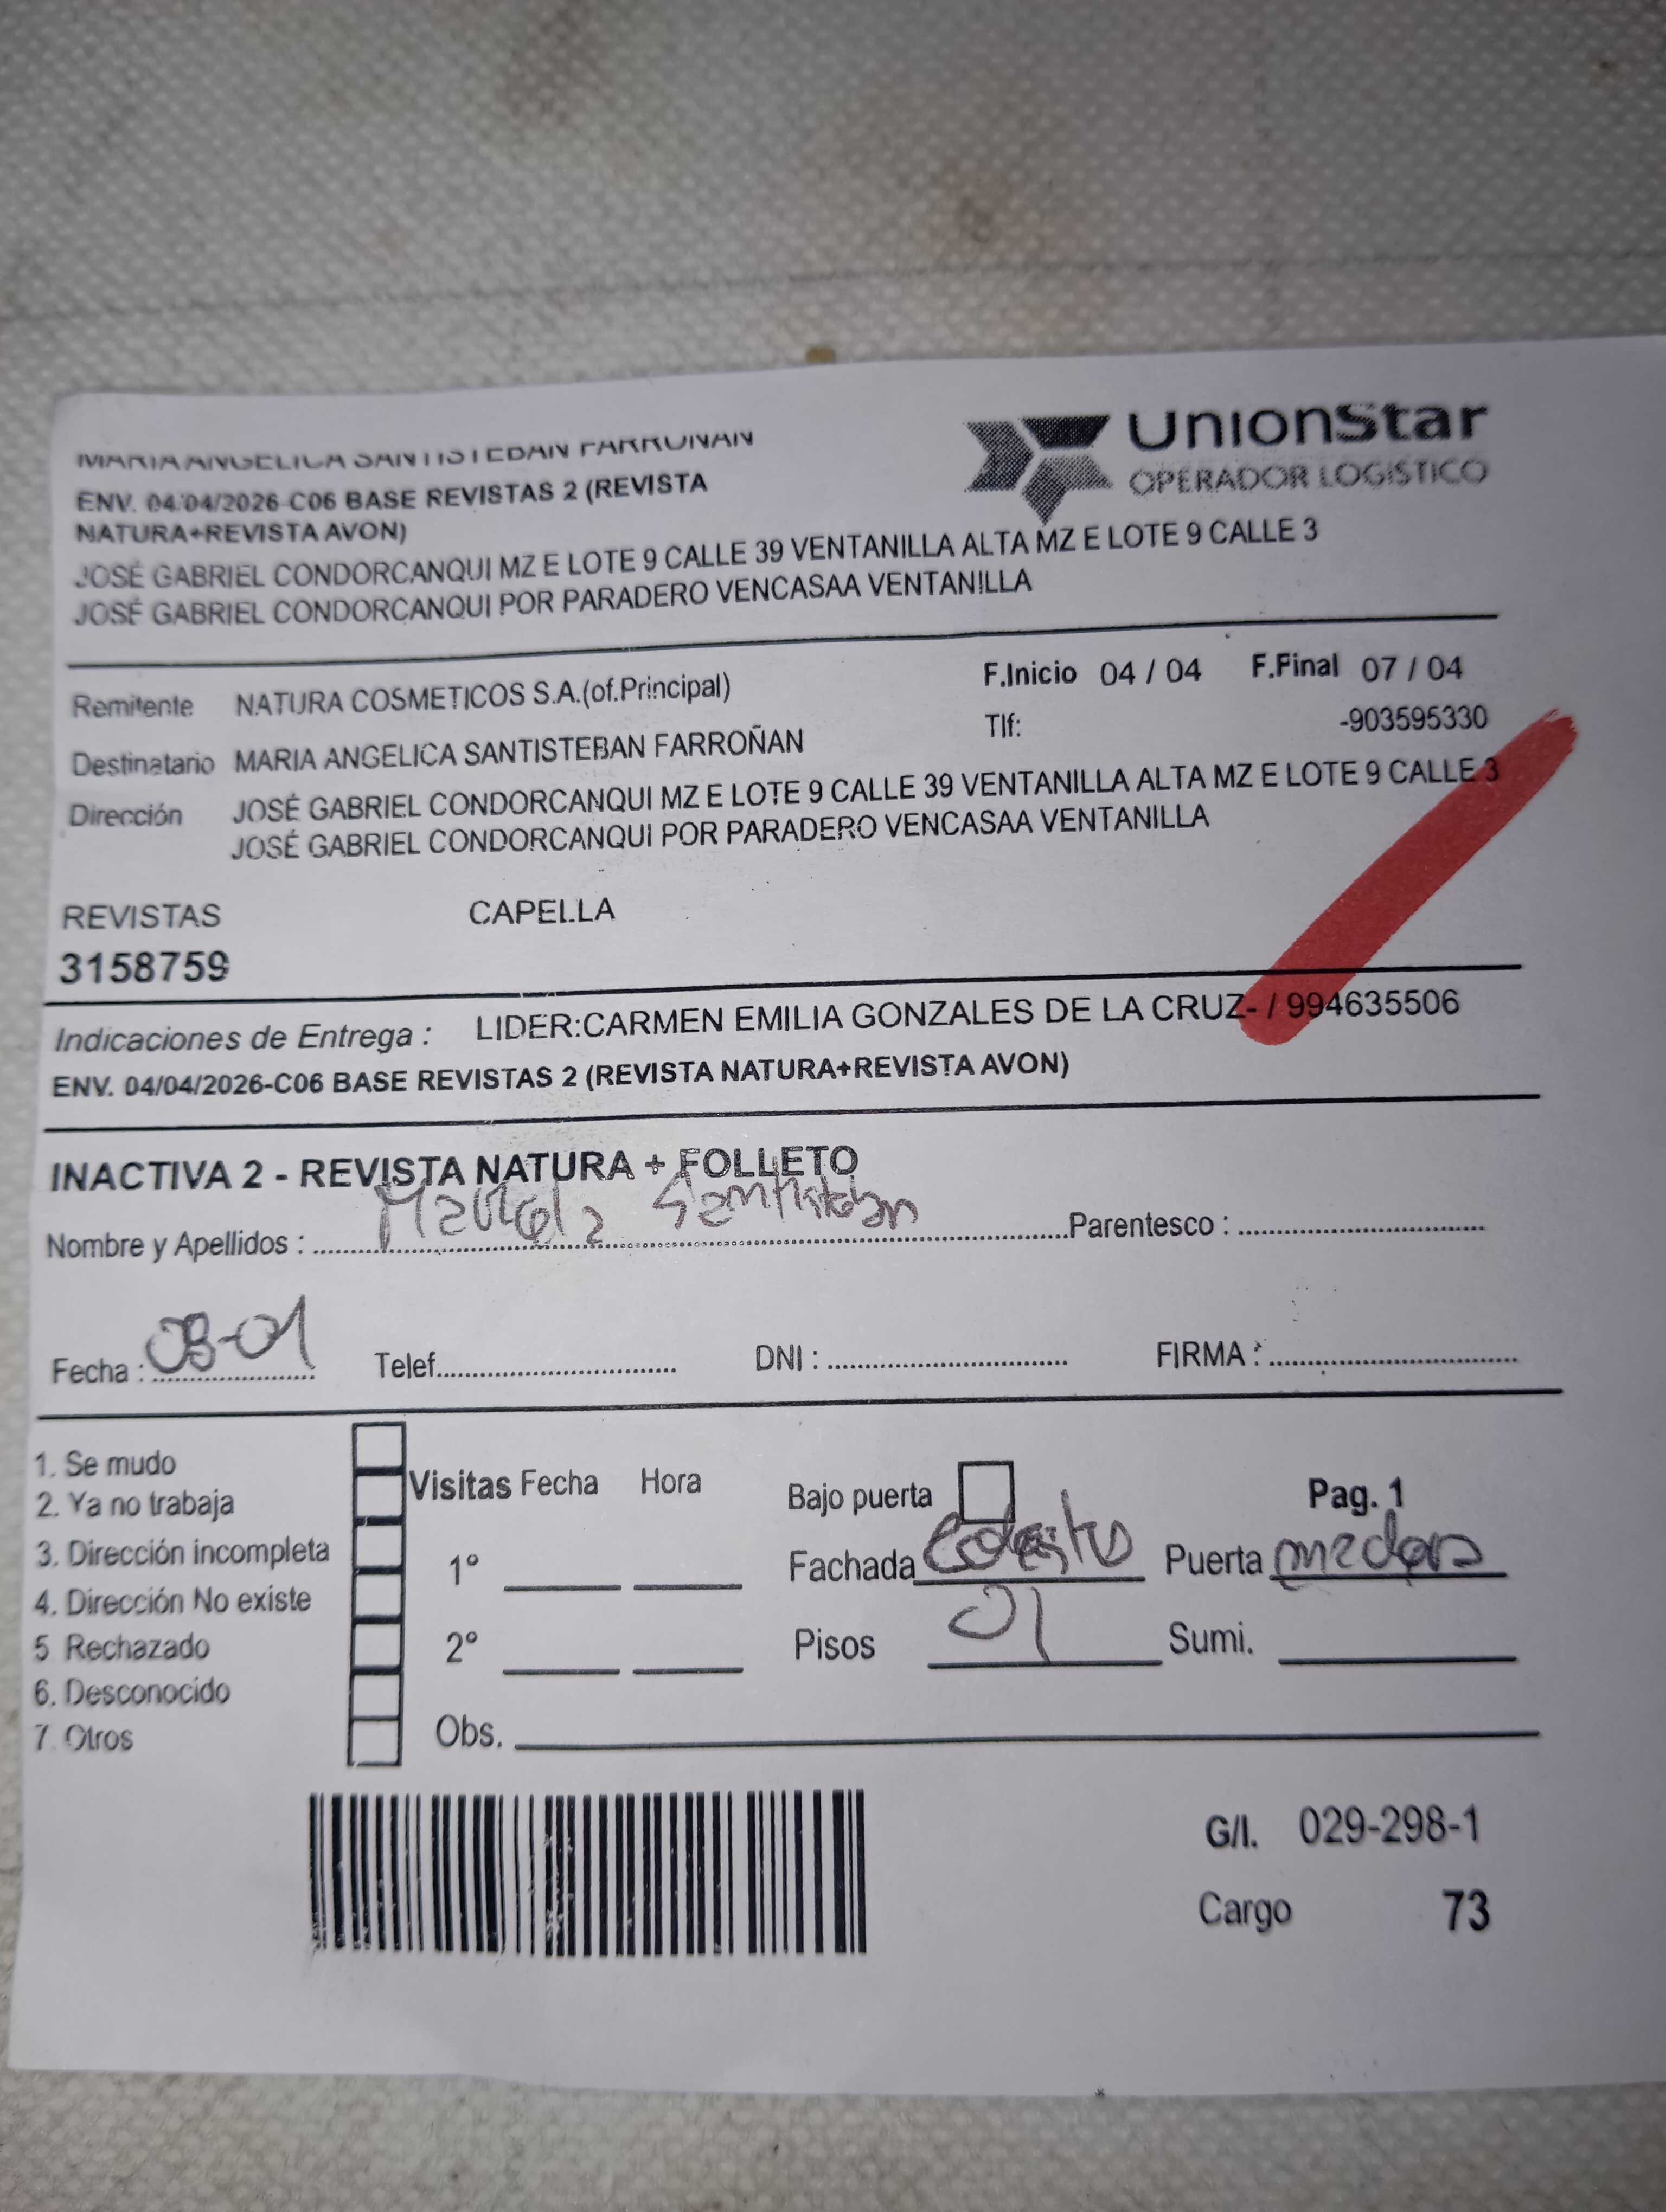 MARIA ANGELICA SANTISTEBAN FARROÑAN
ENV. 04/04/2026-C06 BASE REVISTAS 2 (REVISTA
NATURA+REVISTA AVON)
JOSÉ GABRIEL CONDORCANQUI MZ E LOTE 9 CALLE 39 VENTANILLA ALTA MZ E LOTE 9 CALLE 3
JOSÉ GABRIEL CONDORCANQUI POR PARADERO VENCASAA VENTANILLA
UnionStar
OPERADOR LOGISTICO
Remitente NATURA COSMETICOS S.A.(of.Principal) F.Inicio 04 / 04 F.Final 07 / 04
Tlf: -903595330
Destinatario MARIA ANGELICA SANTISTEBAN FARROÑAN
Dirección JOSÉ GABRIEL CONDORCANQUI MZ E LOTE 9 CALLE 39 VENTANILLA ALTA MZ E LOTE 9 CALLE 3
JOSÉ GABRIEL CONDORCANQUI POR PARADERO VENCASAA VENTANILLA
REVISTAS CAPELLA
3158759
Indicaciones de Entrega : LIDER:CARMEN EMILIA GONZALES DE LA CRUZ- / 994635506
ENV. 04/04/2026-C06 BASE REVISTAS 2 (REVISTA NATURA+REVISTA AVON)
INACTIVA 2 - REVISTA NATURA + FOLLETO
Nombre y Apellidos : Parentesco :
Fecha : Telef. DNI : FIRMA :
1. Se mudo
2. Ya no trabaja
3. Dirección incompleta
4. Dirección No existe
5 Rechazado
6. Desconocido
7. Otros
Visitas Fecha Hora
1º
2º
Obs.
Bajo puerta Pag. 1
Fachada Puerta
Pisos 01 Sumi.
G/I. 029-298-1
Cargo 73